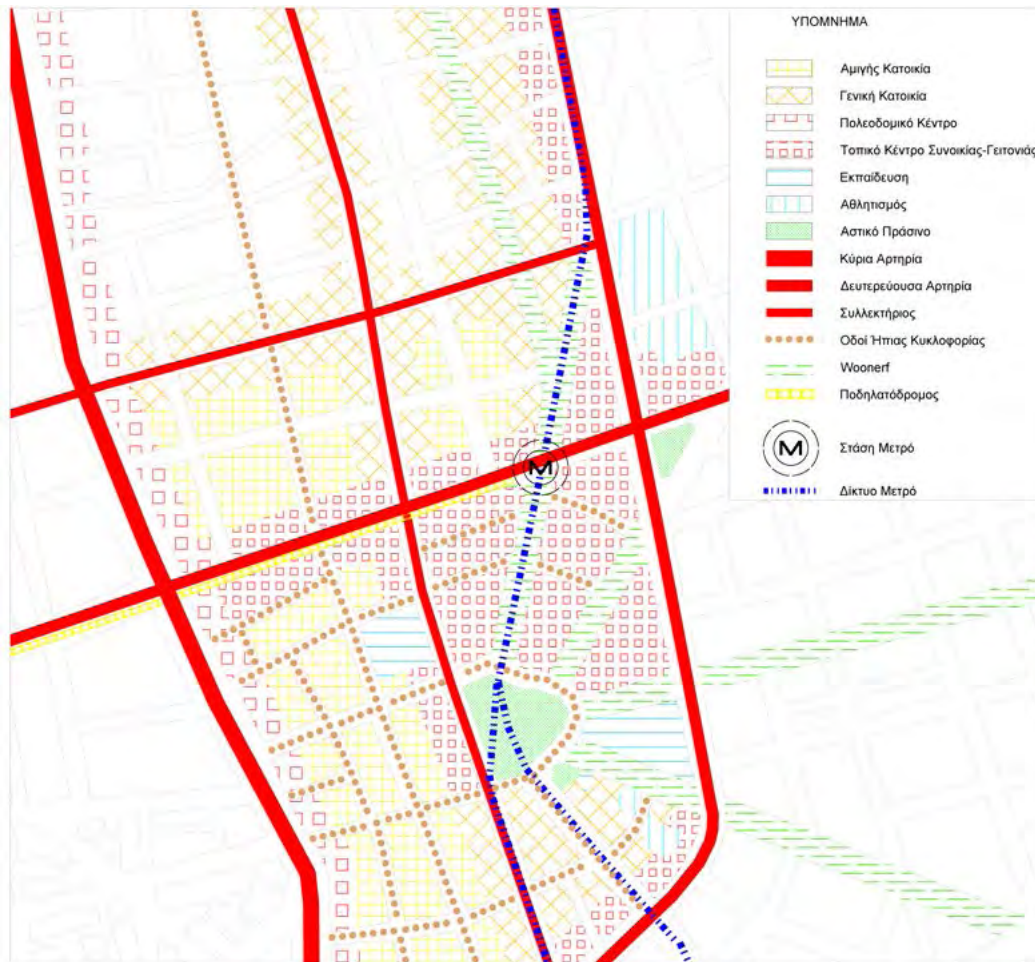 ΥΠΟΜΝΗΜΑ
Αμιγής Κατοικία
Γενική Κατοικία
Πολεοδομικό Κέντρο
Τοπικό Κέντρο Συνοικίας-Γειτονιάς
Εκπαίδευση
Αθλητισμός
Αστικό Πράσινο
Κύρια Αρτηρία
Δευτερεύουσα Αρτηρία
Συλλεκτήριος
Οδοί Ήπιας Κυκλοφορίας
Woonerf
Ποδηλατόδρομος
M
Στάση Μετρό
Δίκτυο Μετρό
M